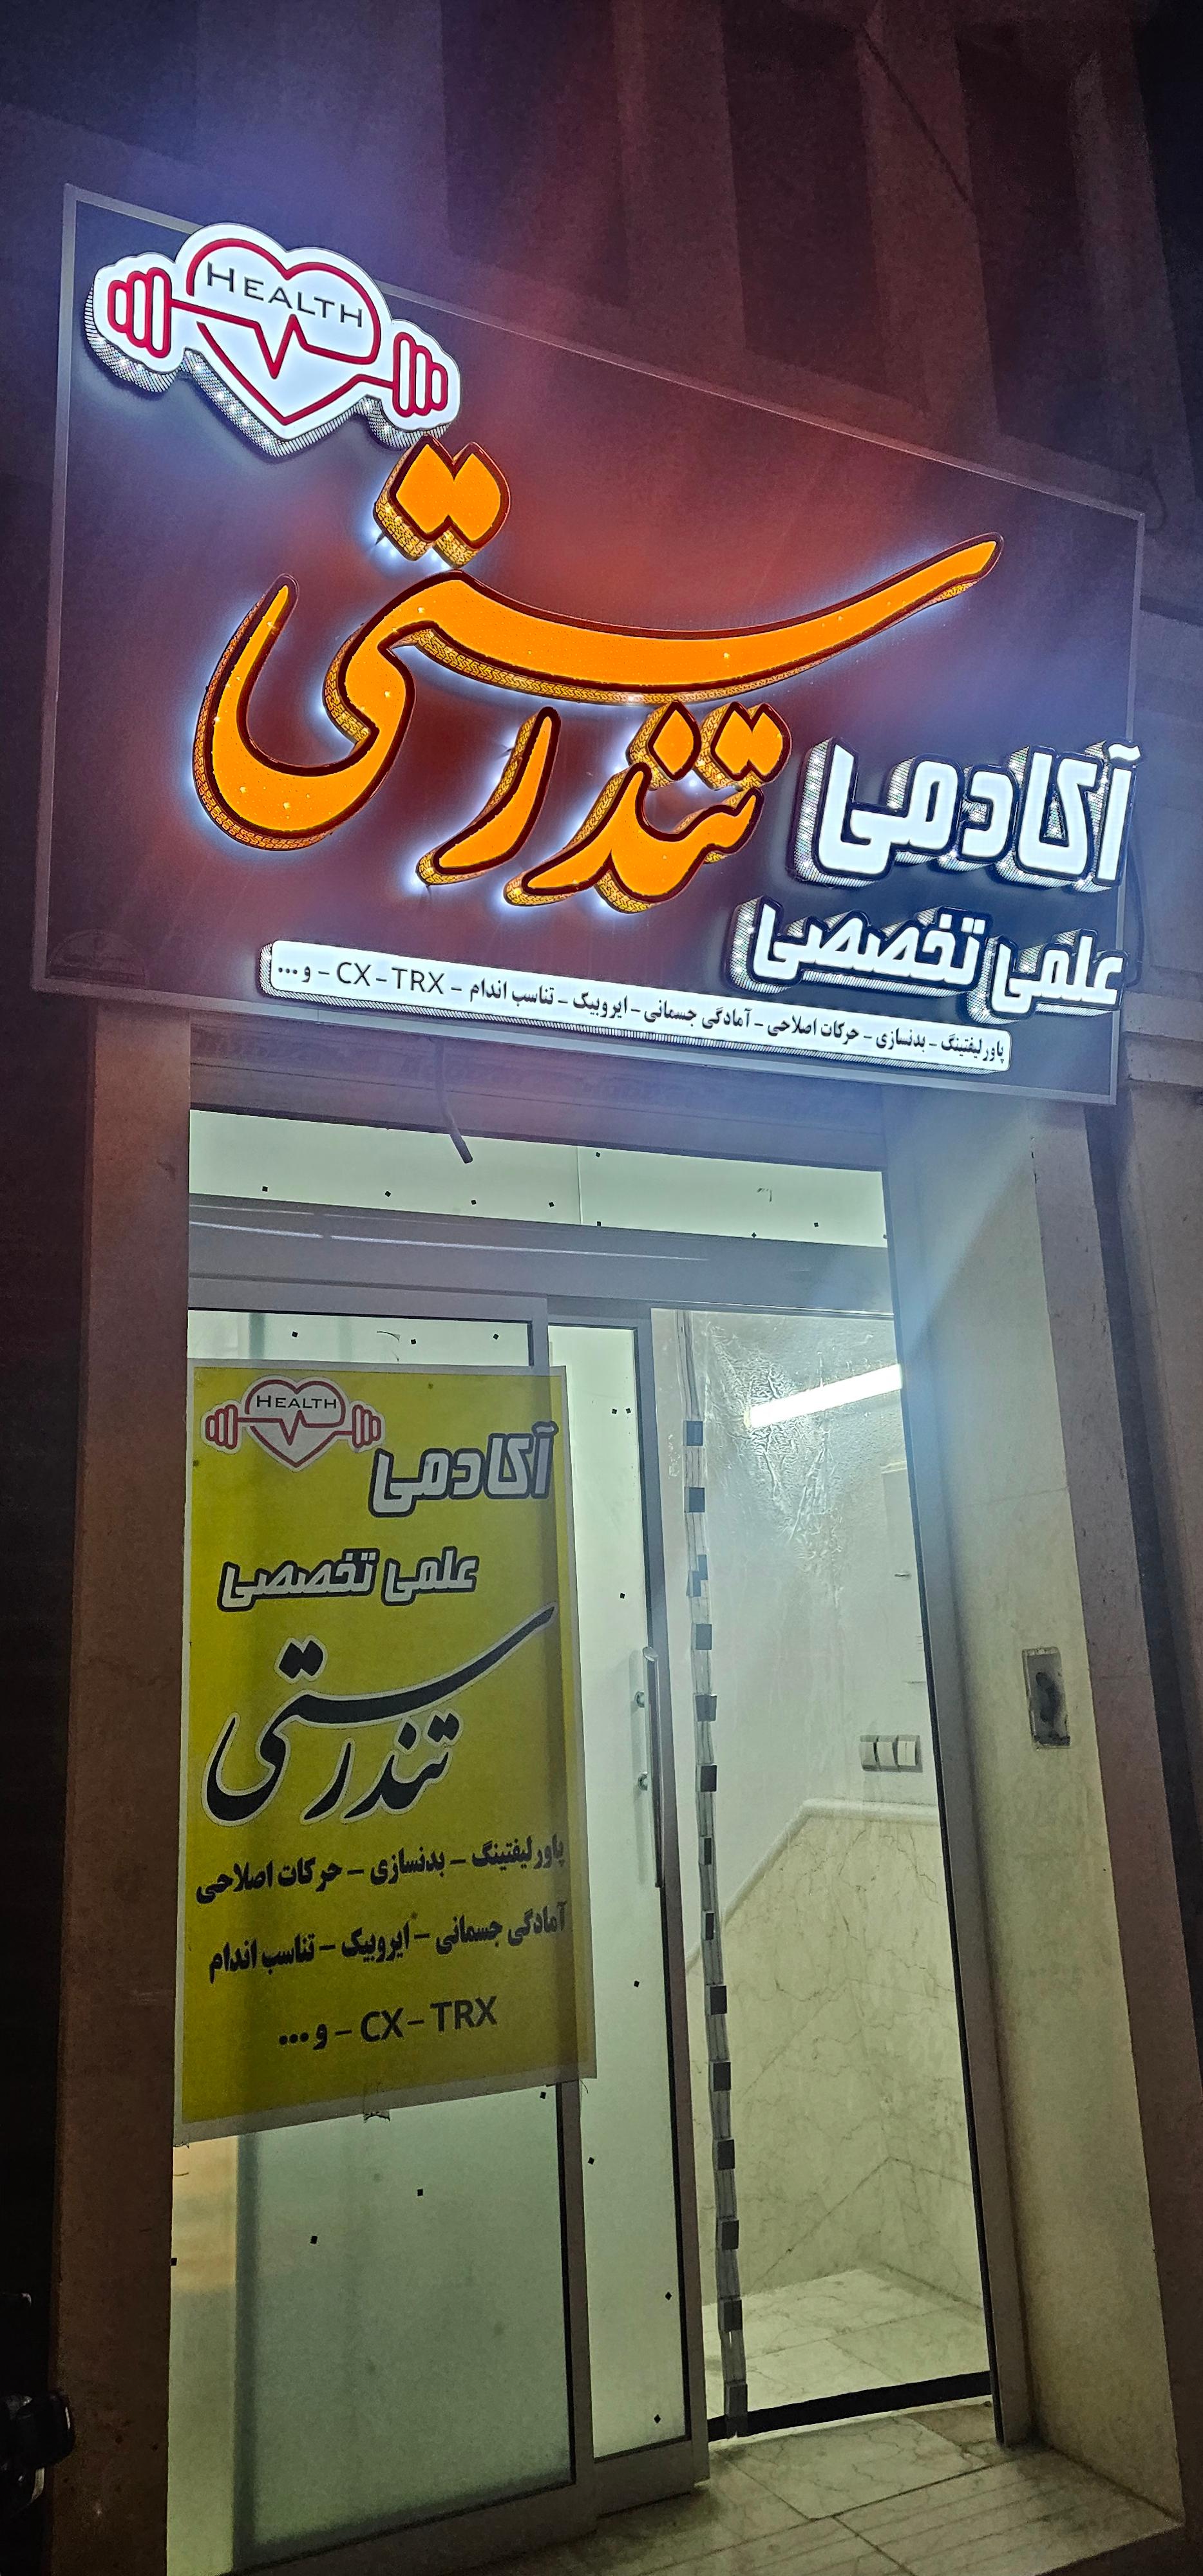 HEALTH
آکادمی
علمی تخصصی
تندرستی
پاورلیفتینگ - بدنسازی - حرکات اصلاحی - آمادگی جسمانی - ایروبیک - تناسب اندام - CX-TRX - و...
HEALTH
آکادمی
علمی تخصصی
تندرستی
پاورلیفتینگ - بدنسازی - حرکات اصلاحی
آمادگی جسمانی - ایروبیک - تناسب اندام
CX-TRX - و...